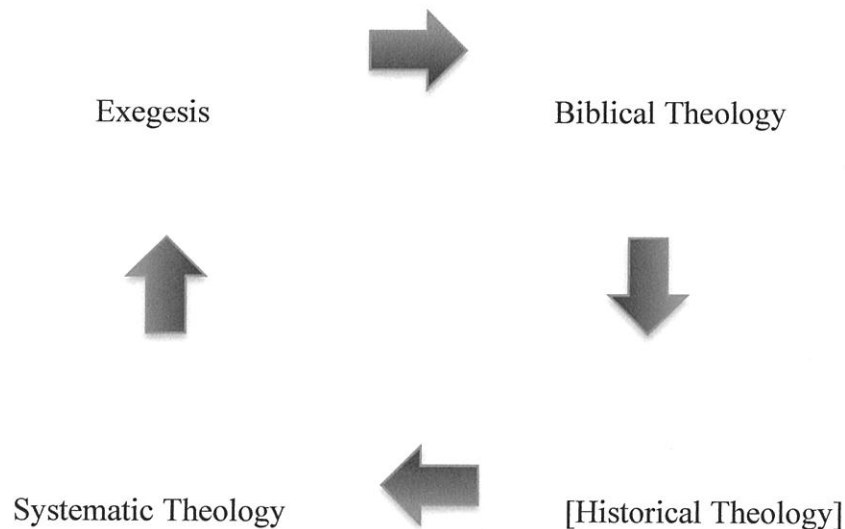 Exegesis
Biblical Theology
Systematic Theology
[Historical Theology]